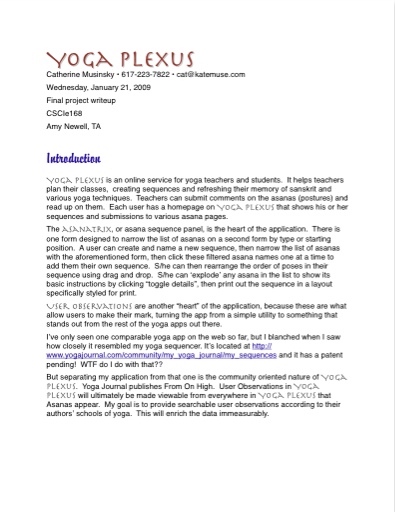 YOGA PLEXUS
Catherine Musinsky • 617-223-7822 • cat@katemuse.com
Wednesday, January 21, 2009
Final project writeup
CSCIe168
Amy Newell, TA
Introduction
YOGA PLEXUS is an online service for yoga teachers and students.  It helps teachers
plan their classes,  creating sequences and refreshing their memory of sanskrit and
various yoga techniques.  Teachers can submit comments on the asanas (postures) and
read up on them.  Each user has a homepage on YOGA PLEXUS that shows his or her
sequences and submissions to various asana pages.
The ASANATRIX, or asana sequence panel, is the heart of the application.  There is
one form designed to narrow the list of asanas on a second form by type or starting
position.  A user can create and name a new sequence, then narrow the list of asanas
with the aforementioned form, then click these filtered asana names one at a time to
add them their own sequence.  S/he can then rearrange the order of poses in their
sequence using drag and drop.  S/he can 'explode' any asana in the list to show its
basic instructions by clicking "toggle details", then print out the sequence in a layout
specifically styled for print.
USER OBSERVATIONS are another "heart" of the application, because these are what
allow users to make their mark, turning the app from a simple utility to something that
stands out from the rest of the yoga apps out there.
I've only seen one comparable yoga app on the web so far, but I blanched when I saw
how closely it resembled my yoga sequencer. It's located at http://
www.yogajournal.com/community/my_yoga_journal/my_sequences and it has a patent
pending!  WTF do I do with that??
But separating my application from that one is the community oriented nature of YOGA
PLEXUS.  Yoga Journal publishes From On High.  User Observations in YOGA
PLEXUS will ultimately be made viewable from everywhere in YOGA PLEXUS that
Asanas appear.  My goal is to provide searchable user observations according to their
authors' schools of yoga.  This will enrich the data immeasurably.